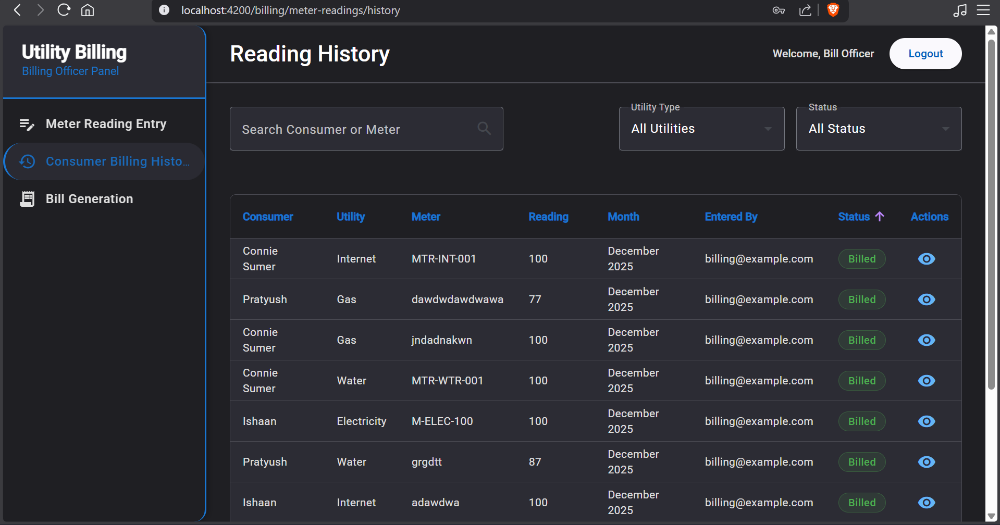 localhost:4200/billing/meter-readings/history
Utility Billing
Billing Officer Panel
Meter Reading Entry
Consumer Billing Histo...
Bill Generation
Reading History
Welcome, Bill Officer
Logout
Search Consumer or Meter
Utility Type
All Utilities
Status
All Status
Consumer Utility Meter Reading Month Entered By Status Actions
Connie Sumer Internet MTR-INT-001 100 December 2025 billing@example.com Billed
Pratyush Gas dawdwdawdwawa 77 December 2025 billing@example.com Billed
Connie Sumer Gas jndadnakwn 100 December 2025 billing@example.com Billed
Connie Sumer Water MTR-WTR-001 100 December 2025 billing@example.com Billed
Ishaan Electricity M-ELEC-100 100 December 2025 billing@example.com Billed
Pratyush Water grgdtt 87 December 2025 billing@example.com Billed
Ishaan Internet adawdwa 100 December 2025 billing@example.com Billed